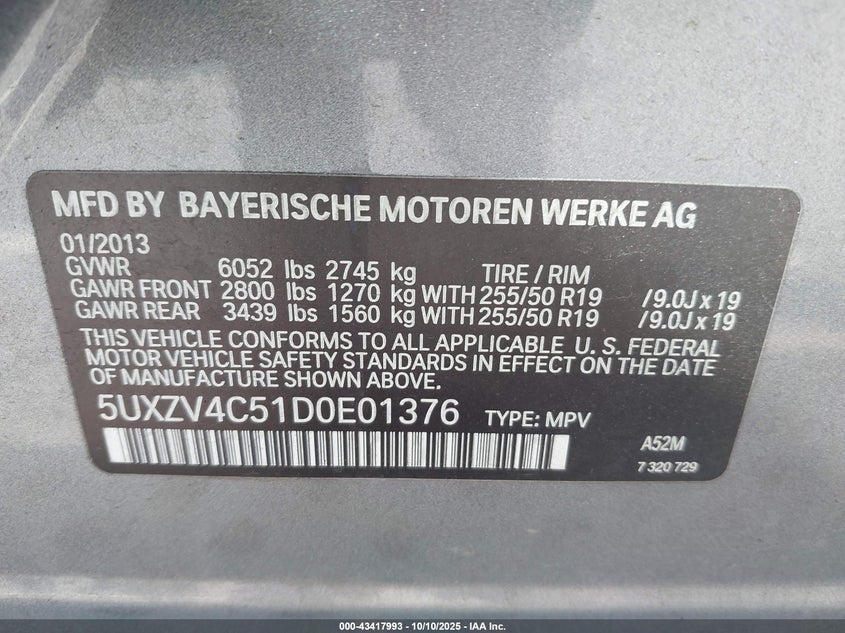 MFD BY BAYERISCHE MOTOREN WERKE AG
01/2013
GVWR 6052 lbs 2745 kg TIRE / RIM
GAWR FRONT 2800 lbs 1270 kg WITH 255/50 R19 /9.0J x 19
GAWR REAR 3439 lbs 1560 kg WITH 255/50 R19 /9.0J x 19
THIS VEHICLE CONFORMS TO ALL APPLICABLE U. S. FEDERAL
MOTOR VEHICLE SAFETY STANDARDS IN EFFECT ON THE DATE
OF MANUFACTURE SHOWN ABOVE.
5UXZV4C51D0E01376 TYPE: MPV
A52M
7 320 729
000-43417993 - 10/10/2025 - IAA Inc.